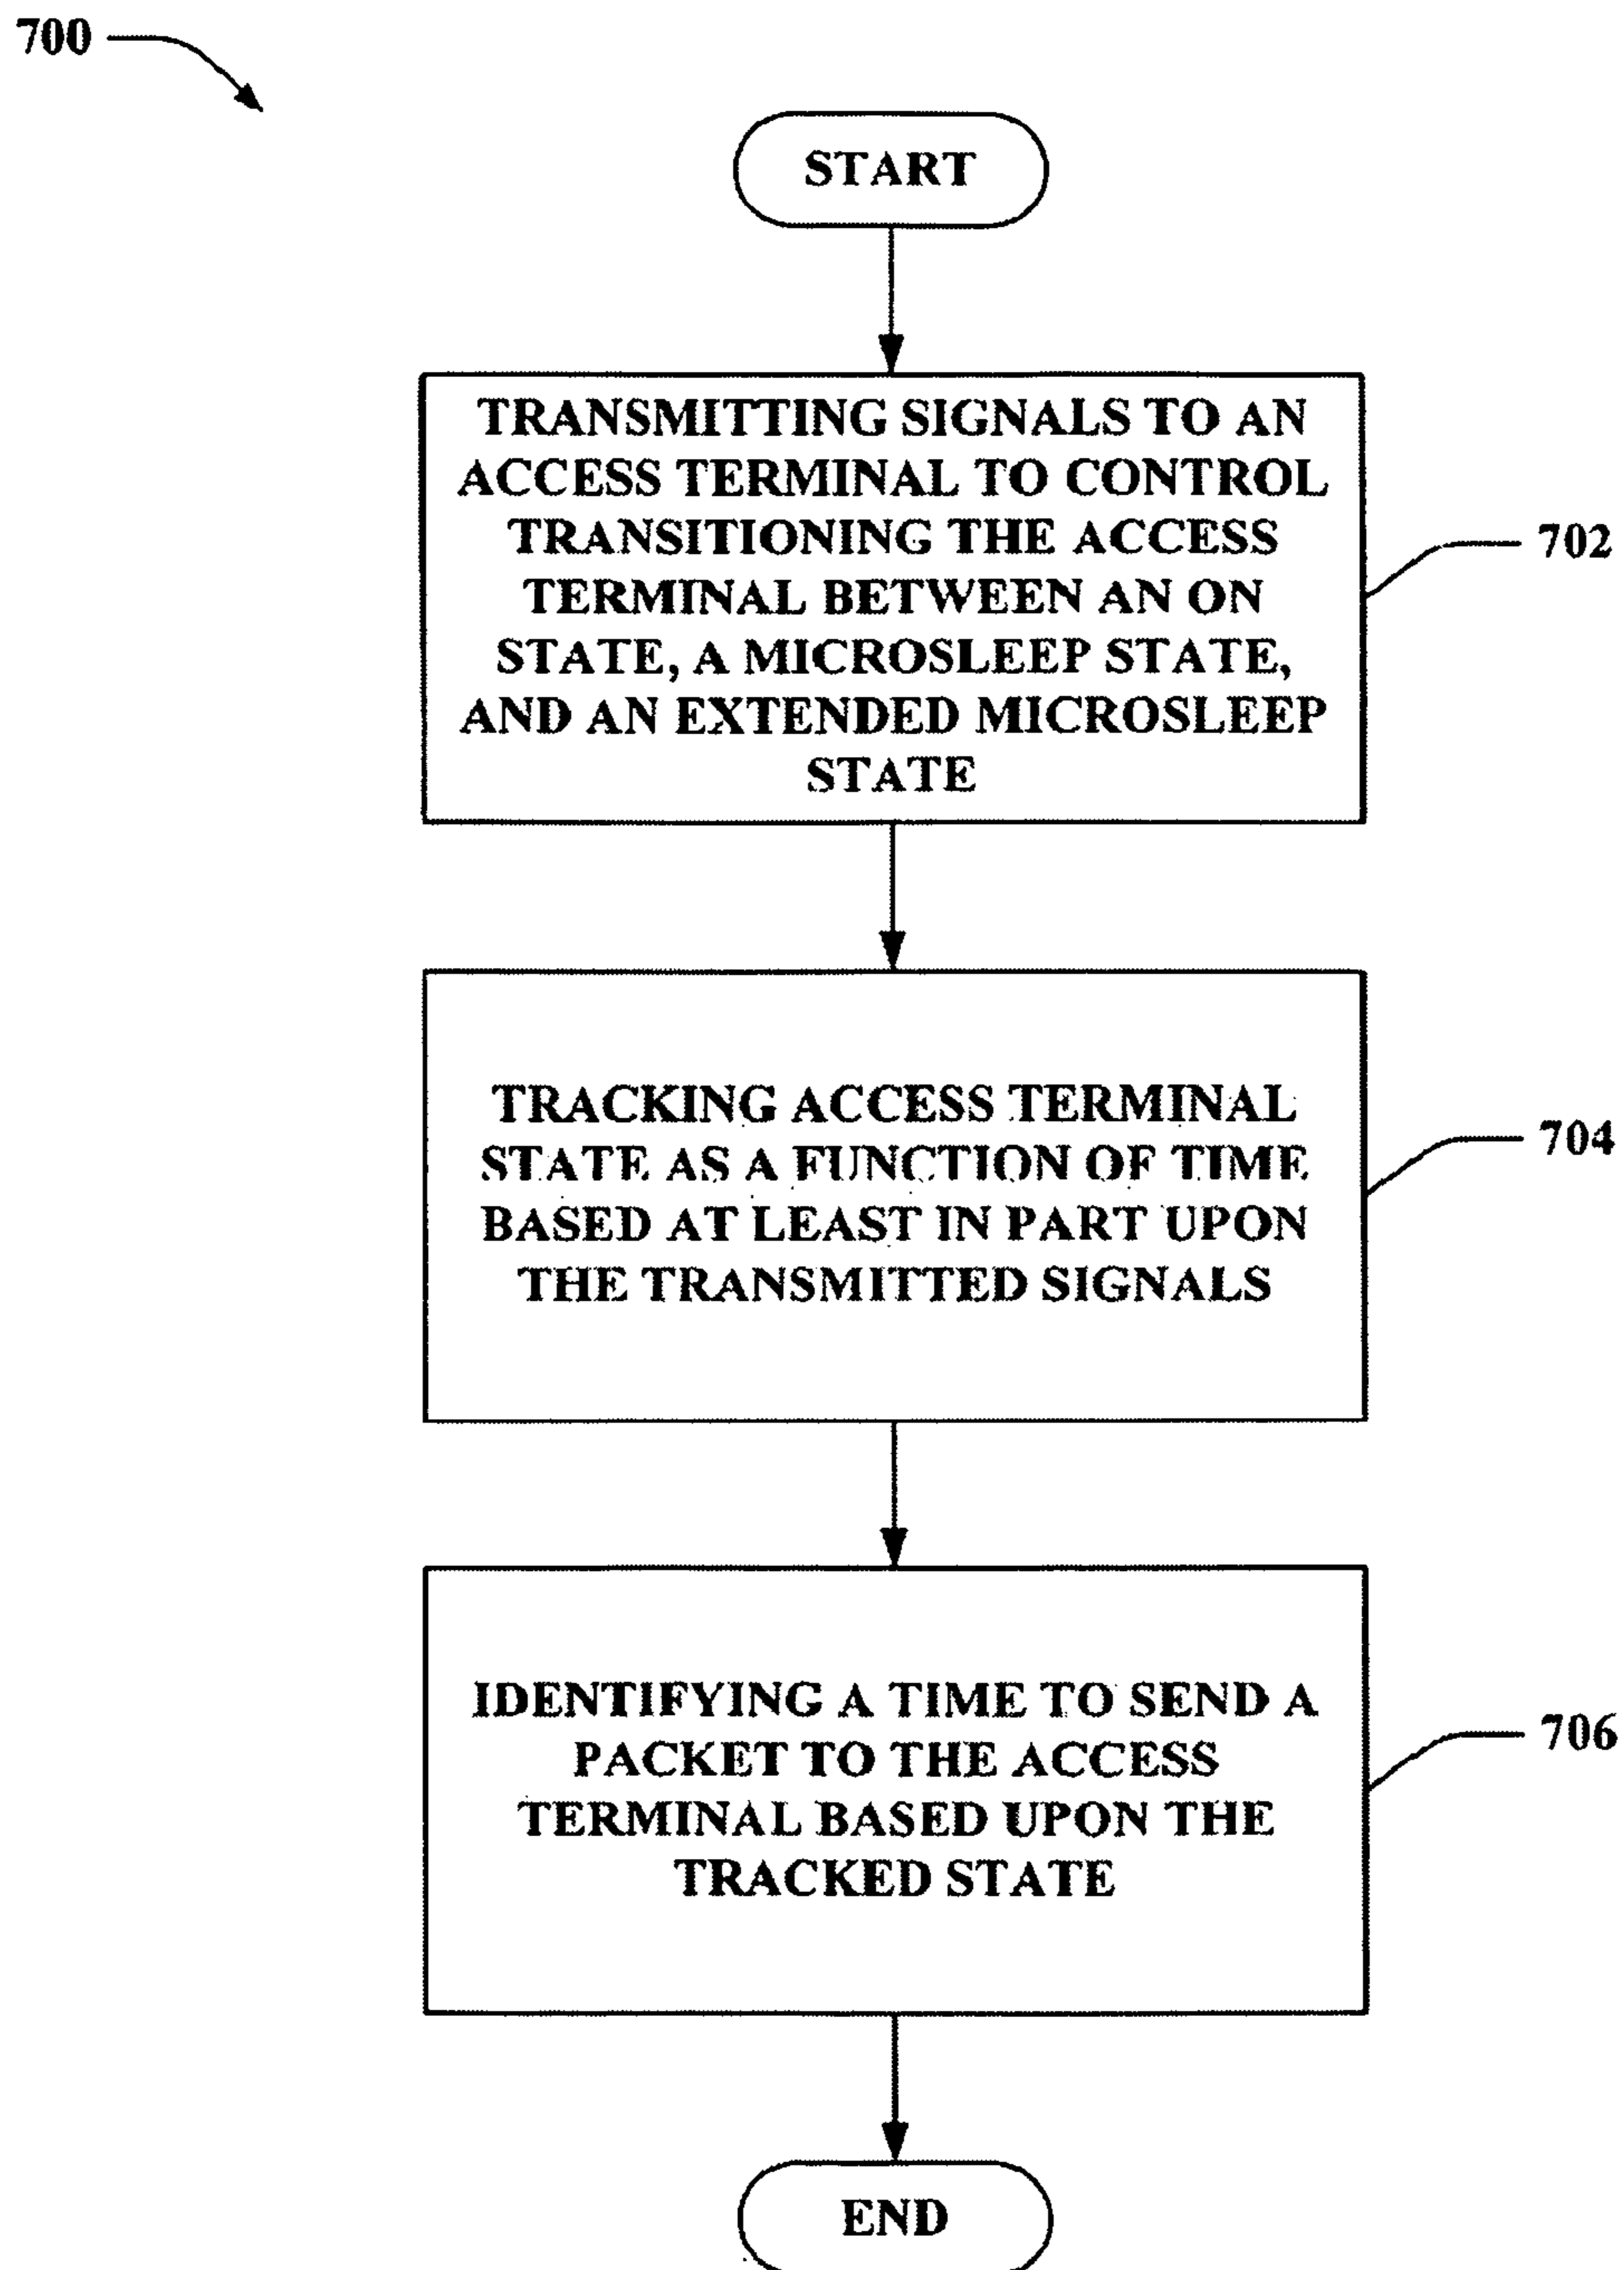 700
START
TRANSMITTING SIGNALS TO AN
ACCESS TERMINAL TO CONTROL
TRANSITIONING THE ACCESS
TERMINAL BETWEEN AN ON
STATE, A MICROSLEEP STATE,
AND AN EXTENDED MICROSLEEP
STATE
702
TRACKING ACCESS TERMINAL
STATE AS A FUNCTION OF TIME
BASED AT LEAST IN PART UPON
THE TRANSMITTED SIGNALS
704
IDENTIFYING A TIME TO SEND A
PACKET TO THE ACCESS
TERMINAL BASED UPON THE
TRACKED STATE
706
END